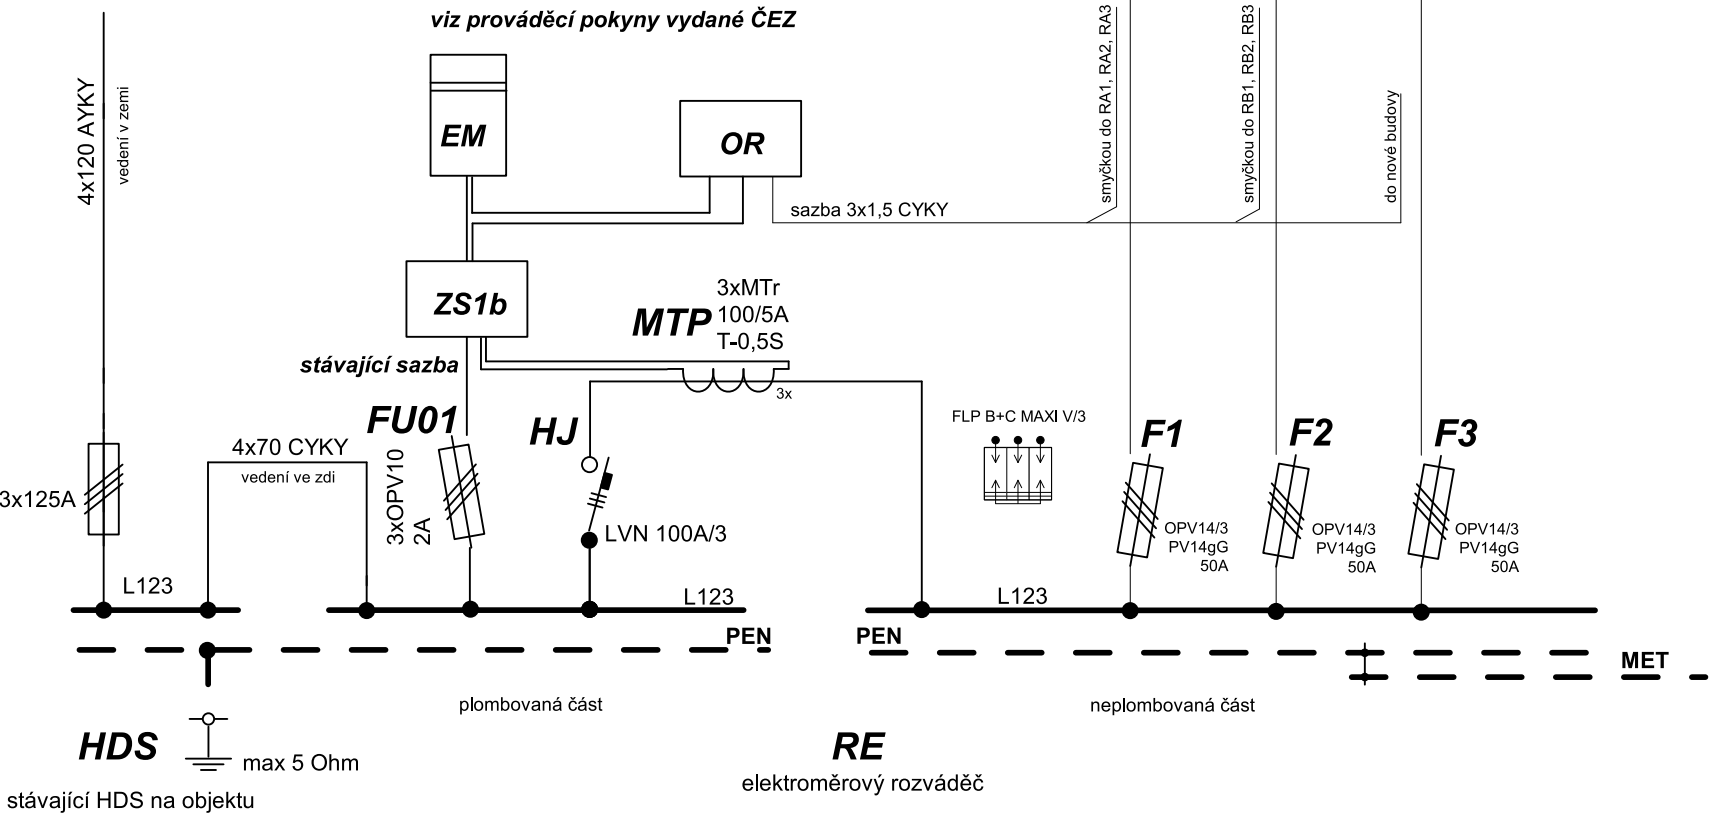 viz prováděcí pokyny vydané ČEZ
4x120 AYKY
vedení v zemi
EM
OR
smyčkou do RA1, RA2, RA3
smyčkou do RB1, RB2, RB3
do nové budovy
sazba 3x1,5 CYKY
ZS1b
MTP
3xMTr
100/5A
T-0,5S
3x
stávající sazba
FU01
3xOPV10
2A
HJ
LVN 100A/3
4x70 CYKY
vedení ve zdi
3x125A
FLP B+C MAXI V/3
F1
OPV14/3
PV14gG
50A
F2
OPV14/3
PV14gG
50A
F3
OPV14/3
PV14gG
50A
L123
L123
L123
PEN
PEN
MET
plombovaná část
neplombovaná část
HDS
max 5 Ohm
stávající HDS na objektu
RE
elektroměrový rozváděč